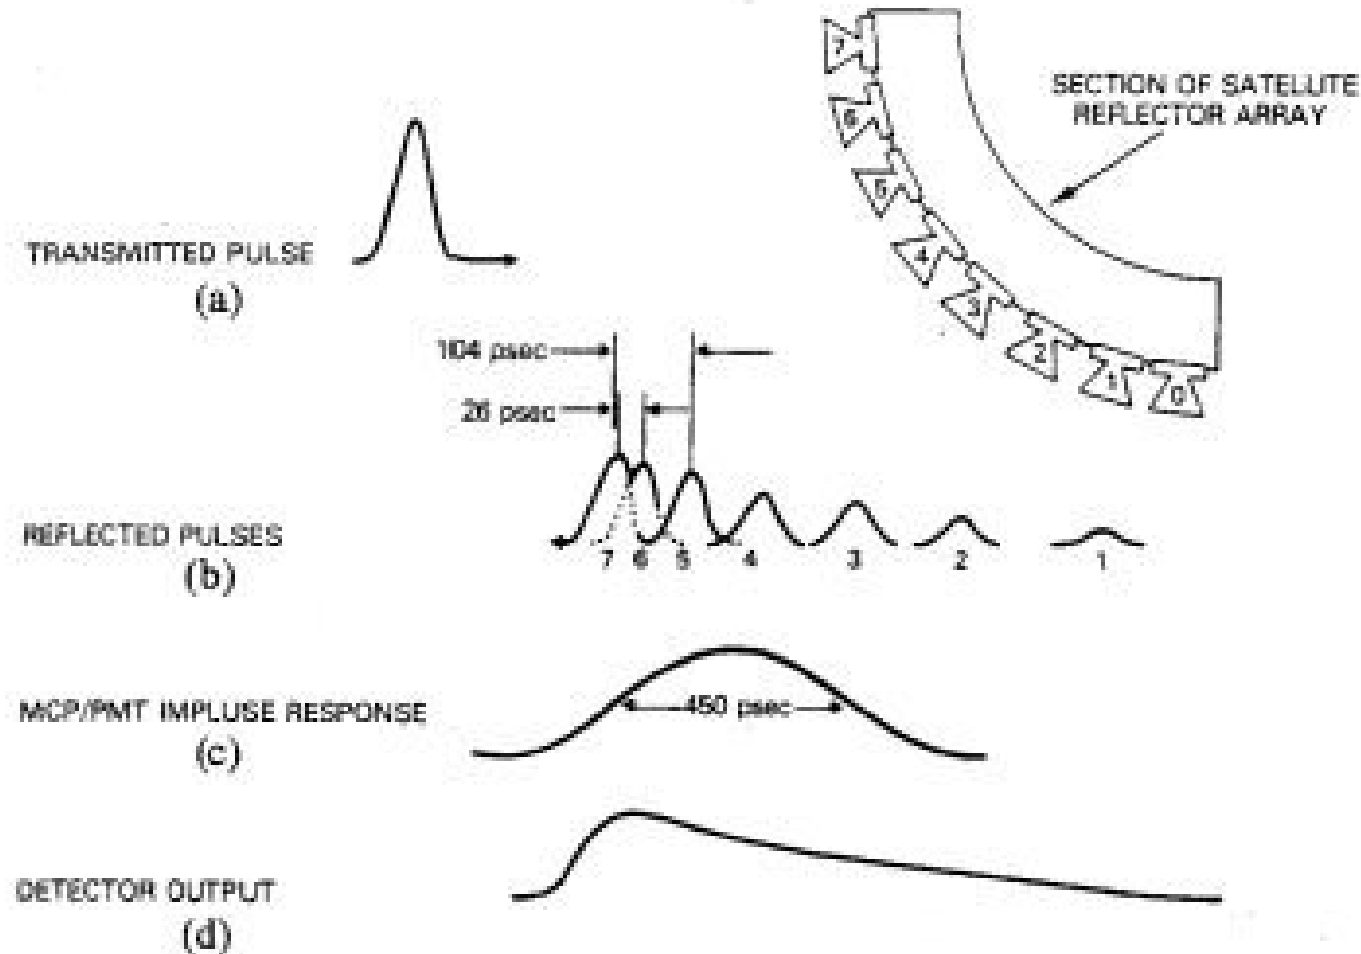 7
6
5
4
3
2
1
0
SECTION OF SATELLITE
REFLECTOR ARRAY
TRANSMITTED PULSE
(a)
104 psec
26 psec
REFLECTED PULSES
(b)
7 6 5 4 3 2 1
MCP/PMT IMPLUSE RESPONSE
(c)
450 psec
DETECTOR OUTPUT
(d)